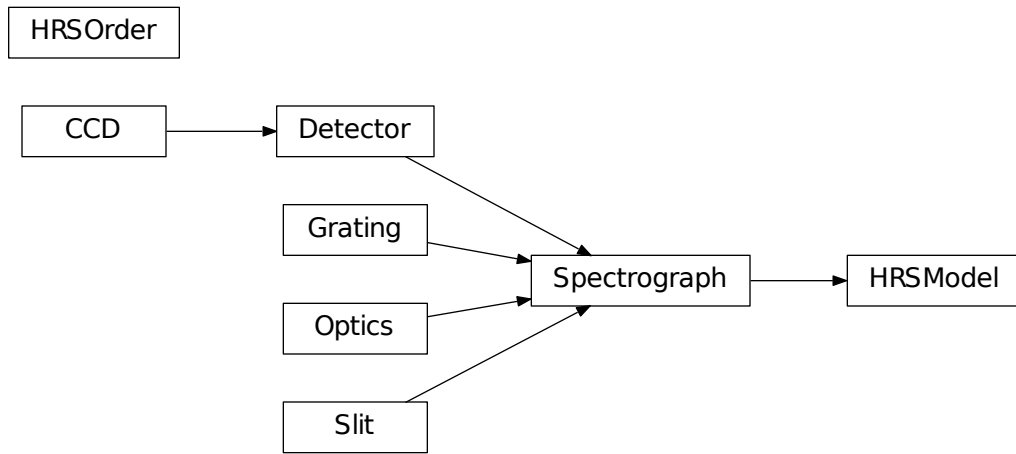 HRSOrder
CCD
Detector
Grating
Spectrograph
HRSModel
Optics
Slit